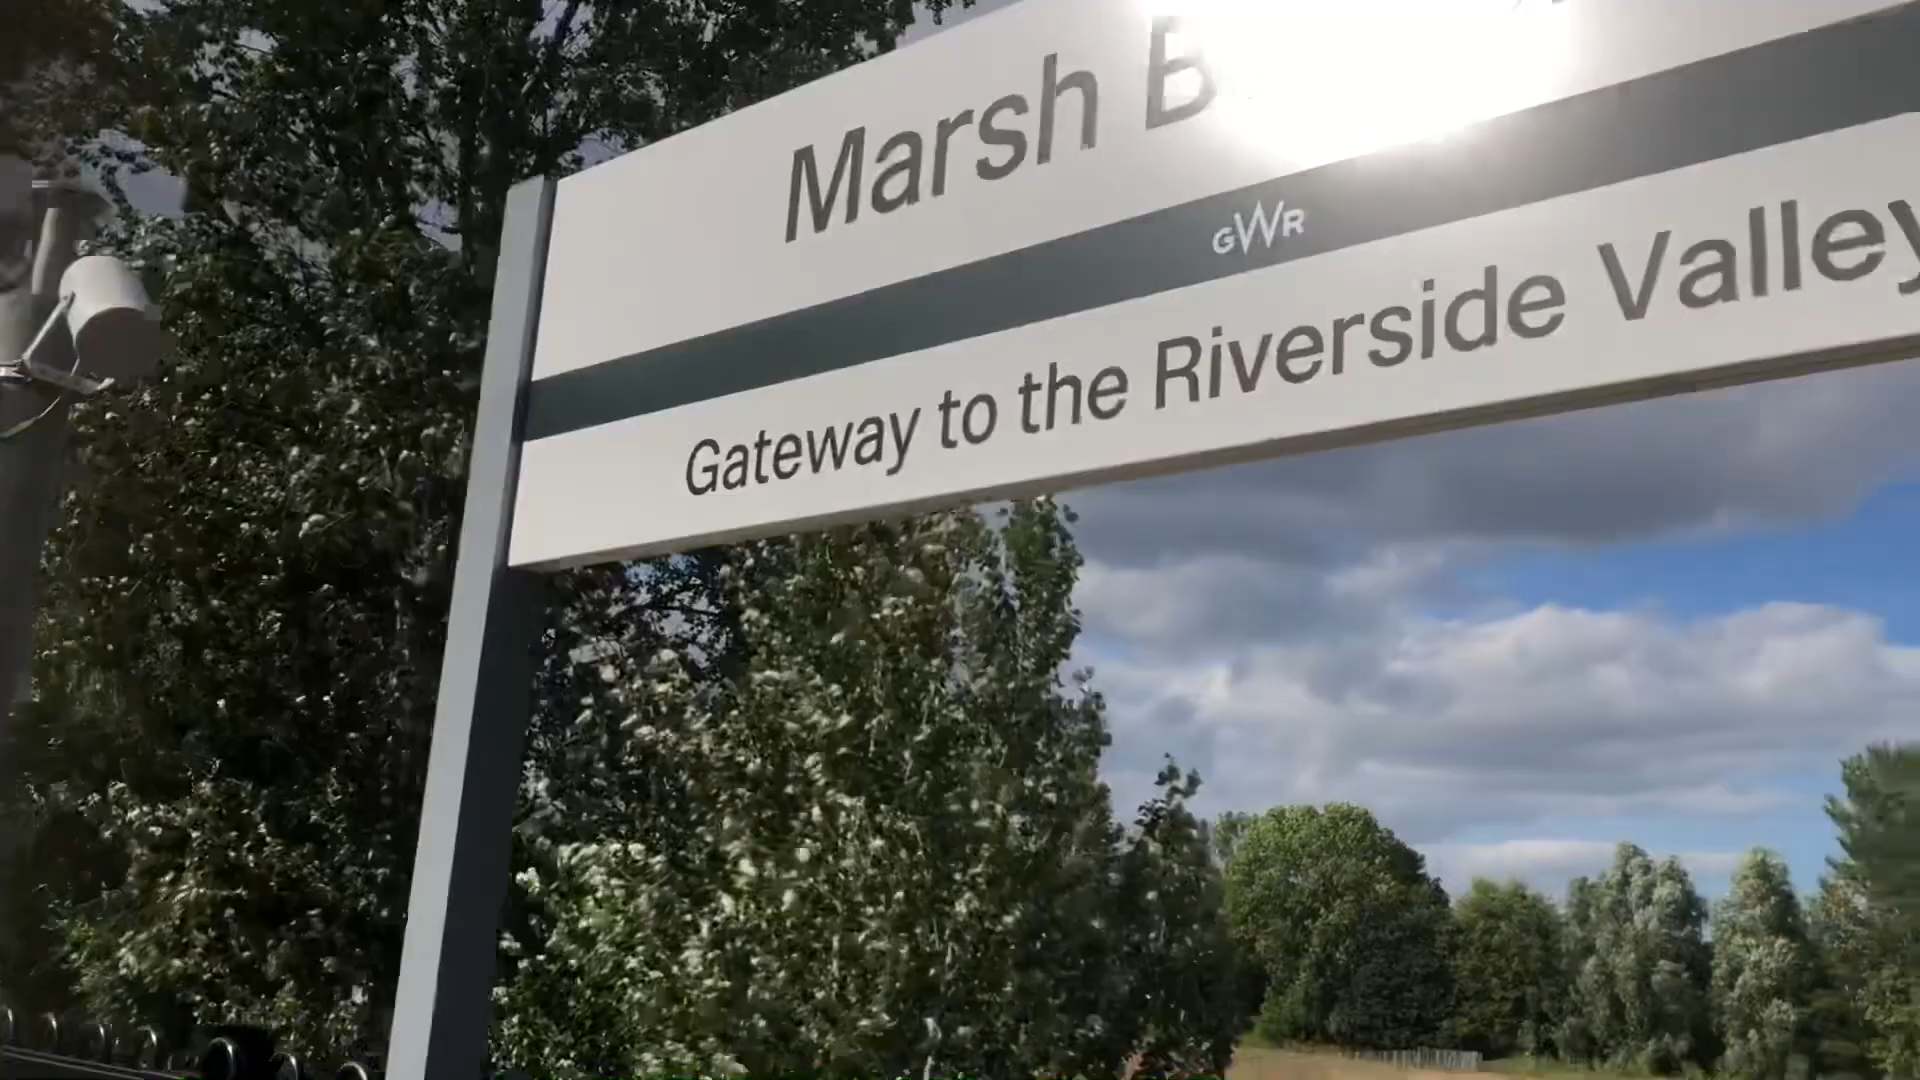 Marsh
GWR
Gateway to the Riverside Valley